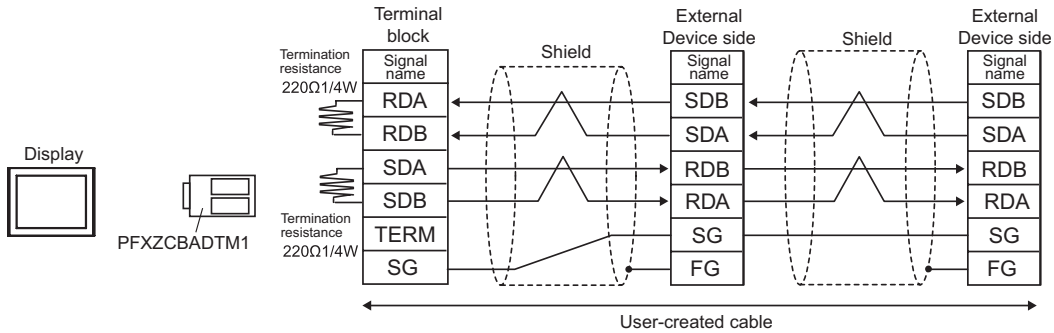 Display
PFXZCBADTM1
Termination
resistance
220Ω1/4W
Termination
resistance
220Ω1/4W
Terminal
block
Signal
name
RDA
RDB
SDA
SDB
TERM
SG
Shield
External
Device side
Signal
name
SDB
SDA
RDB
RDA
SG
FG
Shield
External
Device side
Signal
name
SDB
SDA
RDB
RDA
SG
FG
User-created cable